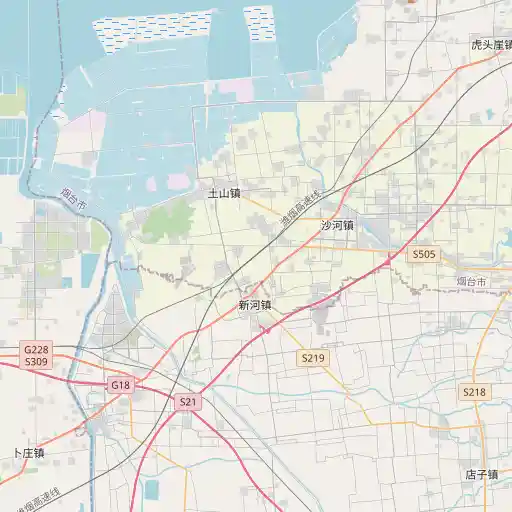 虎头崖镇
烟台市
土山镇
潍烟高速线
沙河镇
S505
烟台市
新河镇
G228
S309
S219
G18
S218
S21
卜庄镇
店子镇
潍烟高速线